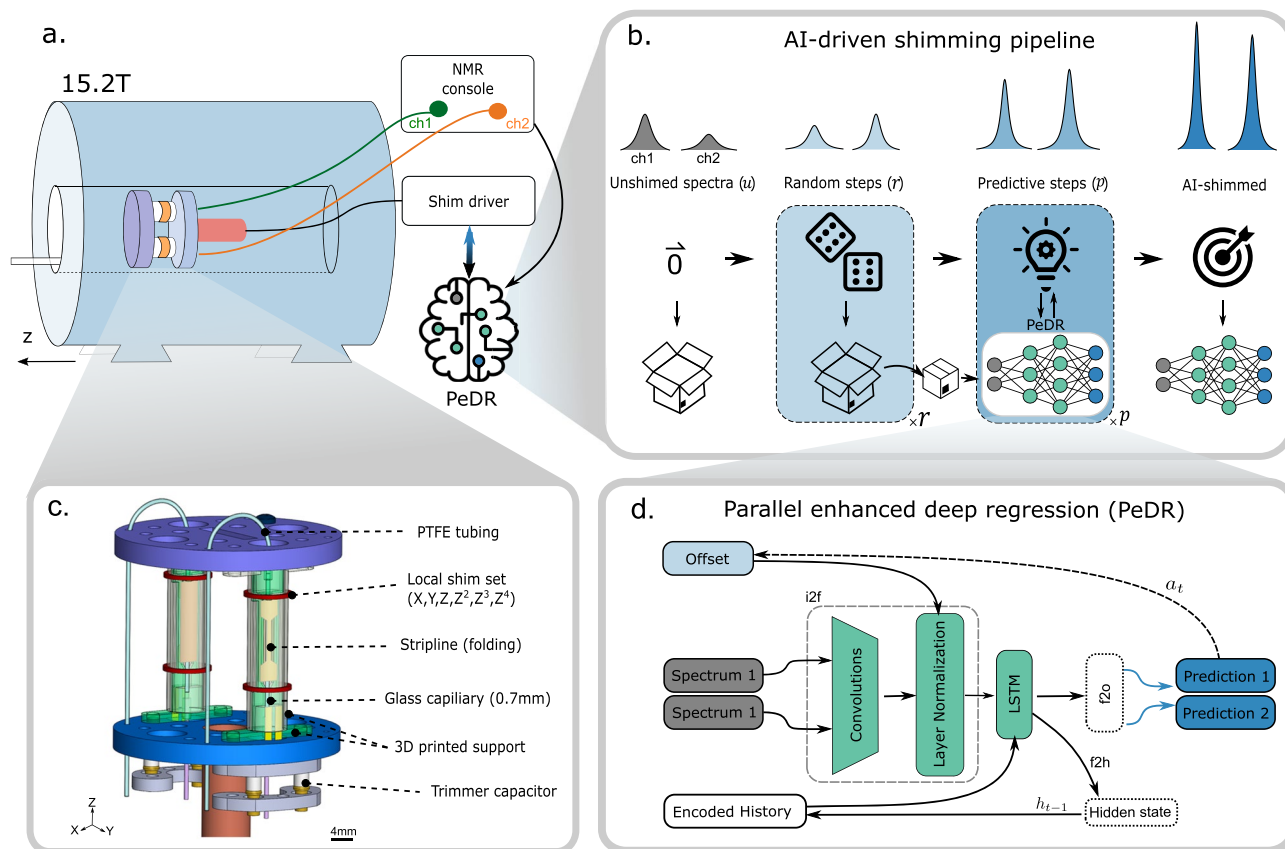 a.
15.2T
NMR
console
ch1
ch2
Shim driver
z
PeDR
b.
AI-driven shimming pipeline
ch1
ch2
Unshimed spectra (u)
Random steps (r)
Predictive steps (p)
AI-shimmed
0
PeDR
×r
×p
c.
PTFE tubing
Local shim set
(X,Y,Z,Z²,Z³,Z⁴)
Stripline (folding)
Glass capiliary (0.7mm)
3D printed support
Trimmer capacitor
Z
X
Y
4mm
d.
Parallel enhanced deep regression (PeDR)
Offset
a_t
i2f
Spectrum 1
Spectrum 1
Convolutions
Layer Normalization
LSTM
f2o
Prediction 1
Prediction 2
f2h
Encoded History
h_{t−1}
Hidden state